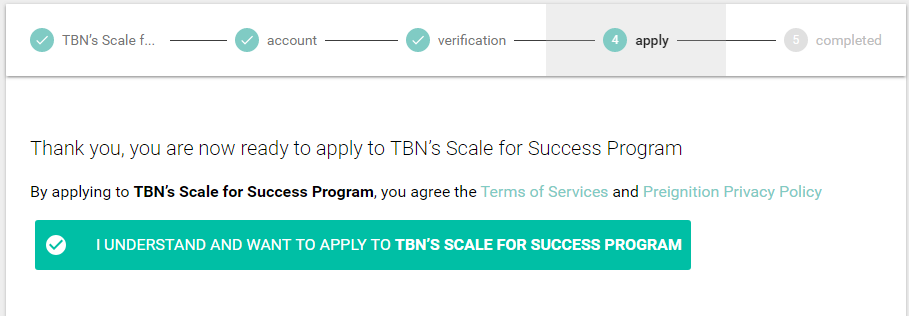 TBN's Scale f... account verification 4 apply 5 completed
Thank you, you are now ready to apply to TBN's Scale for Success Program
By applying to TBN's Scale for Success Program, you agree the Terms of Services and Preignition Privacy Policy
I UNDERSTAND AND WANT TO APPLY TO TBN'S SCALE FOR SUCCESS PROGRAM